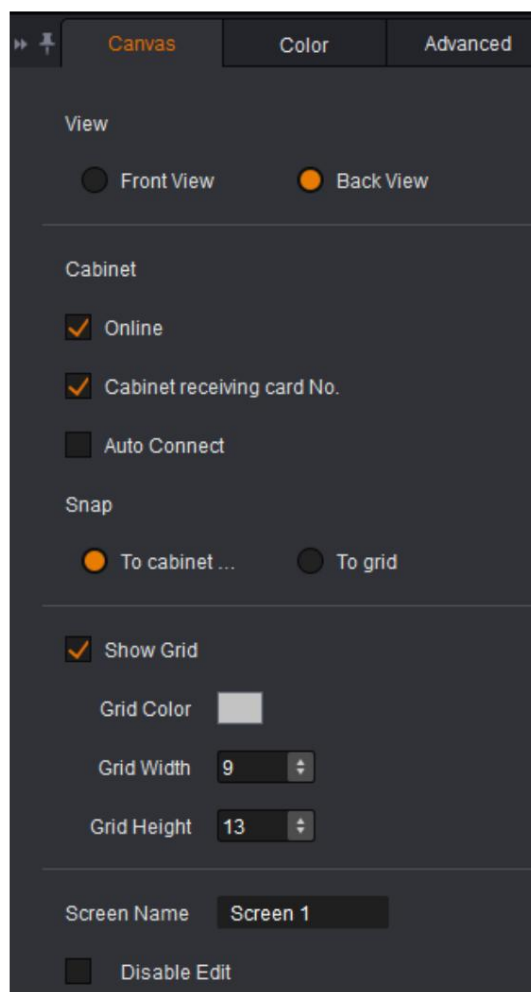 Canvas Color Advanced
View
Front View Back View
Cabinet
Online
Cabinet receiving card No.
Auto Connect
Snap
To cabinet ... To grid
Show Grid
Grid Color
Grid Width 9
Grid Height 13
Screen Name Screen 1
Disable Edit